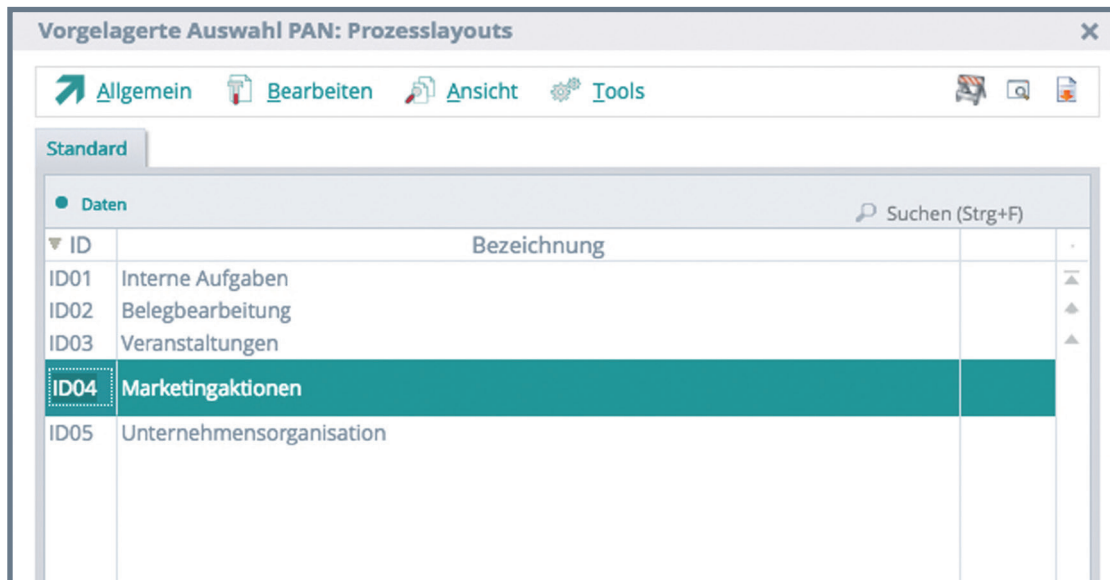 Vorgelagerte Auswahl PAN: Prozesslayouts
Allgemein Bearbeiten Ansicht Tools
Standard
Daten Suchen (Strg+F)
ID Bezeichnung
ID01 Interne Aufgaben
ID02 Belegbearbeitung
ID03 Veranstaltungen
ID04 Marketingaktionen
ID05 Unternehmensorganisation